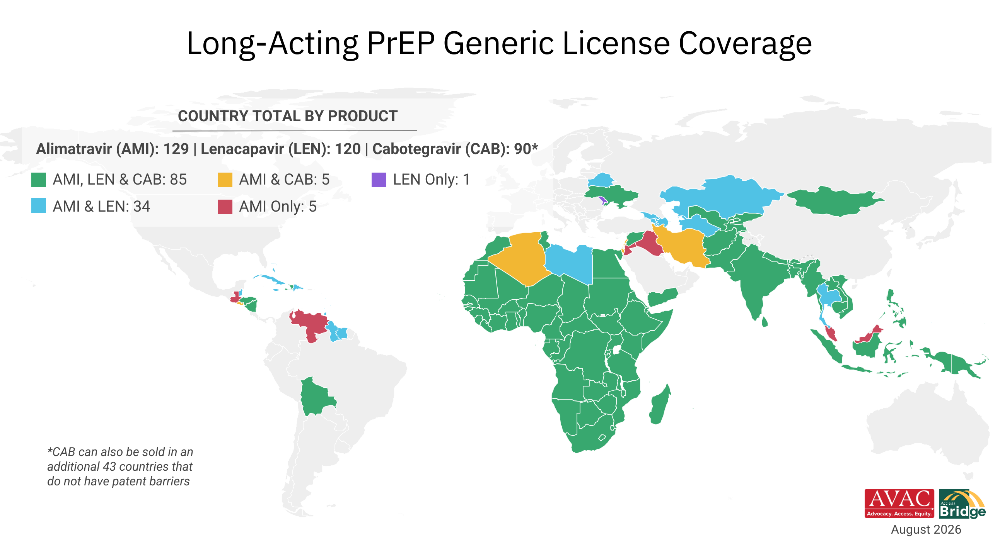 Long-Acting PrEP Generic License Coverage
COUNTRY TOTAL BY PRODUCT
Alimatravir (AMI): 129 | Lenacapavir (LEN): 120 | Cabotegravir (CAB): 90*
AMI, LEN & CAB: 85
AMI & CAB: 5
LEN Only: 1
AMI & LEN: 34
AMI Only: 5
*CAB can also be sold in an
additional 43 countries that
do not have patent barriers
AVAC
Advocacy. Access. Equity.
Access
Bridge
August 2026